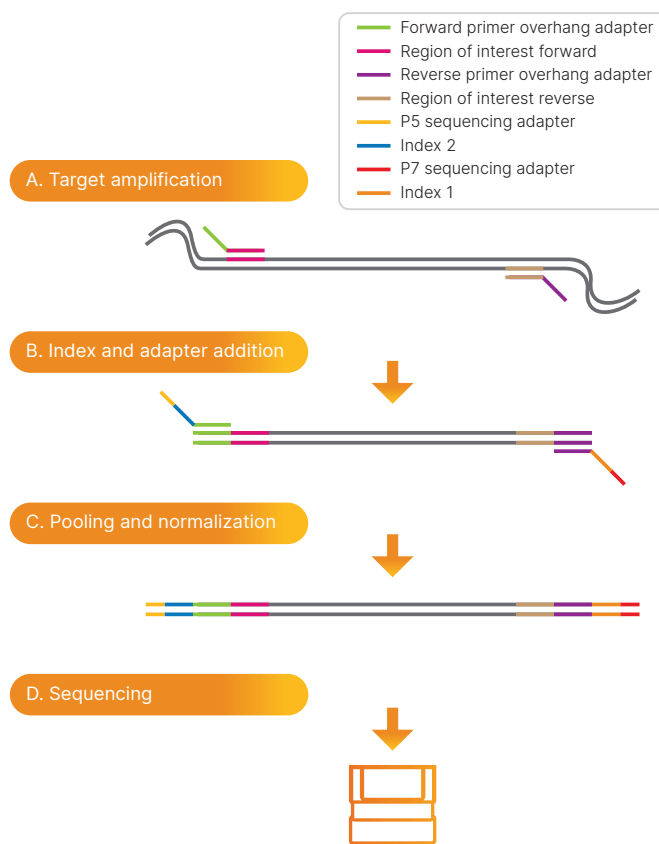 Forward primer overhang adapter
Region of interest forward
Reverse primer overhang adapter
Region of interest reverse
P5 sequencing adapter
Index 2
P7 sequencing adapter
Index 1
A. Target amplification
B. Index and adapter addition
C. Pooling and normalization
D. Sequencing